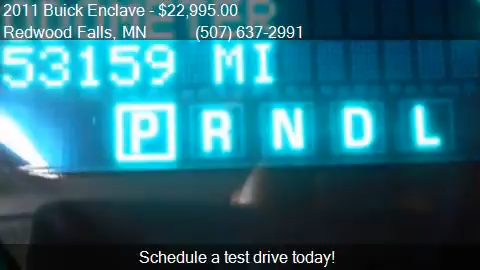 2011 Buick Enclave - $22,995.00
Redwood Falls, MN (507) 637-2991
53159 MI
P R N D L
Schedule a test drive today!